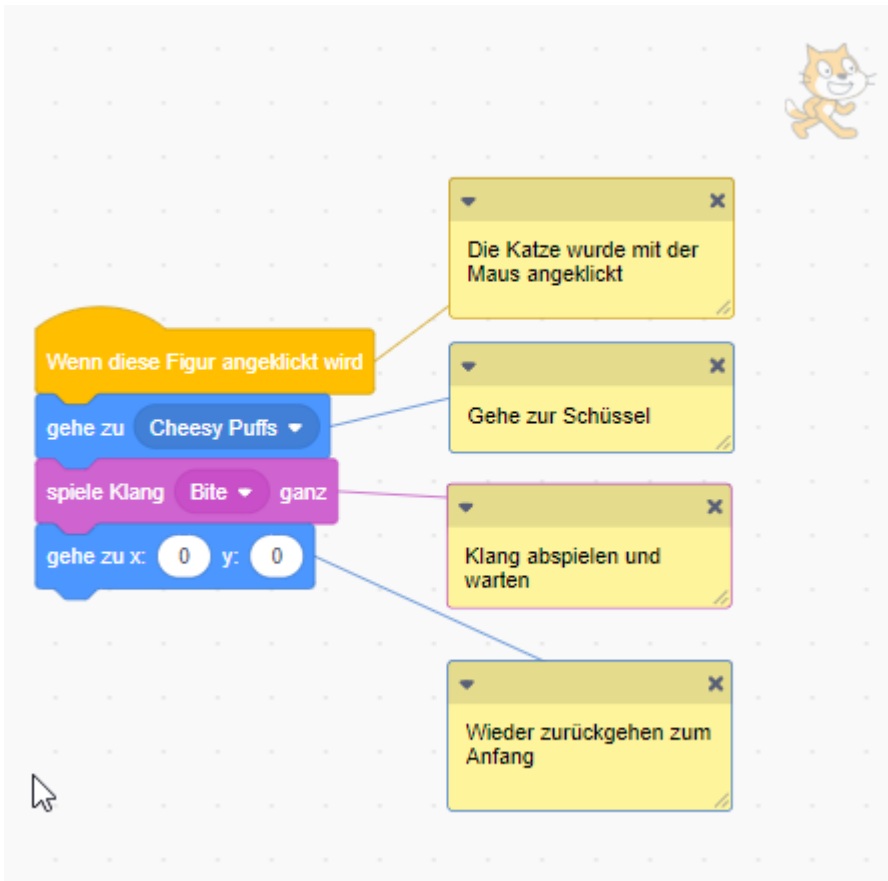 Die Katze wurde mit der
Maus angeklickt
Wenn diese Figur angeklickt wird
gehe zu Cheesy Puffs
Gehe zur Schüssel
spiele Klang Bite ganz
Klang abspielen und
warten
gehe zu x: 0 y: 0
Wieder zurückgehen zum
Anfang